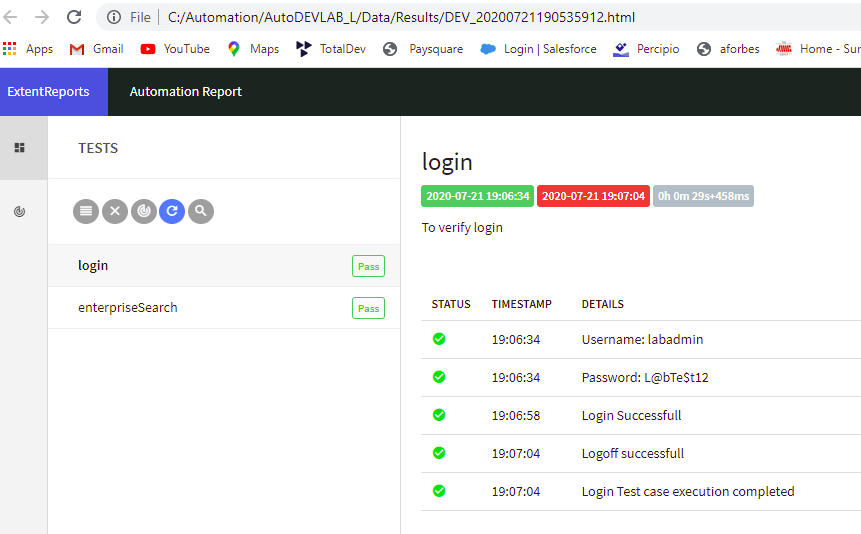 File | C:/Automation/AutoDEVLAB_L/Data/Results/DEV_20200721190535912.html
Apps Gmail YouTube Maps TotalDev Paysquare Login | Salesforce Percipio aforbes Home - Sur
ExtentReports Automation Report
TESTS
login Pass
enterpriseSearch Pass
login
2020-07-21 19:06:34 2020-07-21 19:07:04 0h 0m 29s+458ms
To verify login
STATUS TIMESTAMP DETAILS
19:06:34 Username: labadmin
19:06:34 Password: L@bTe$t12
19:06:58 Login Successfull
19:07:04 Logoff successfull
19:07:04 Login Test case execution completed